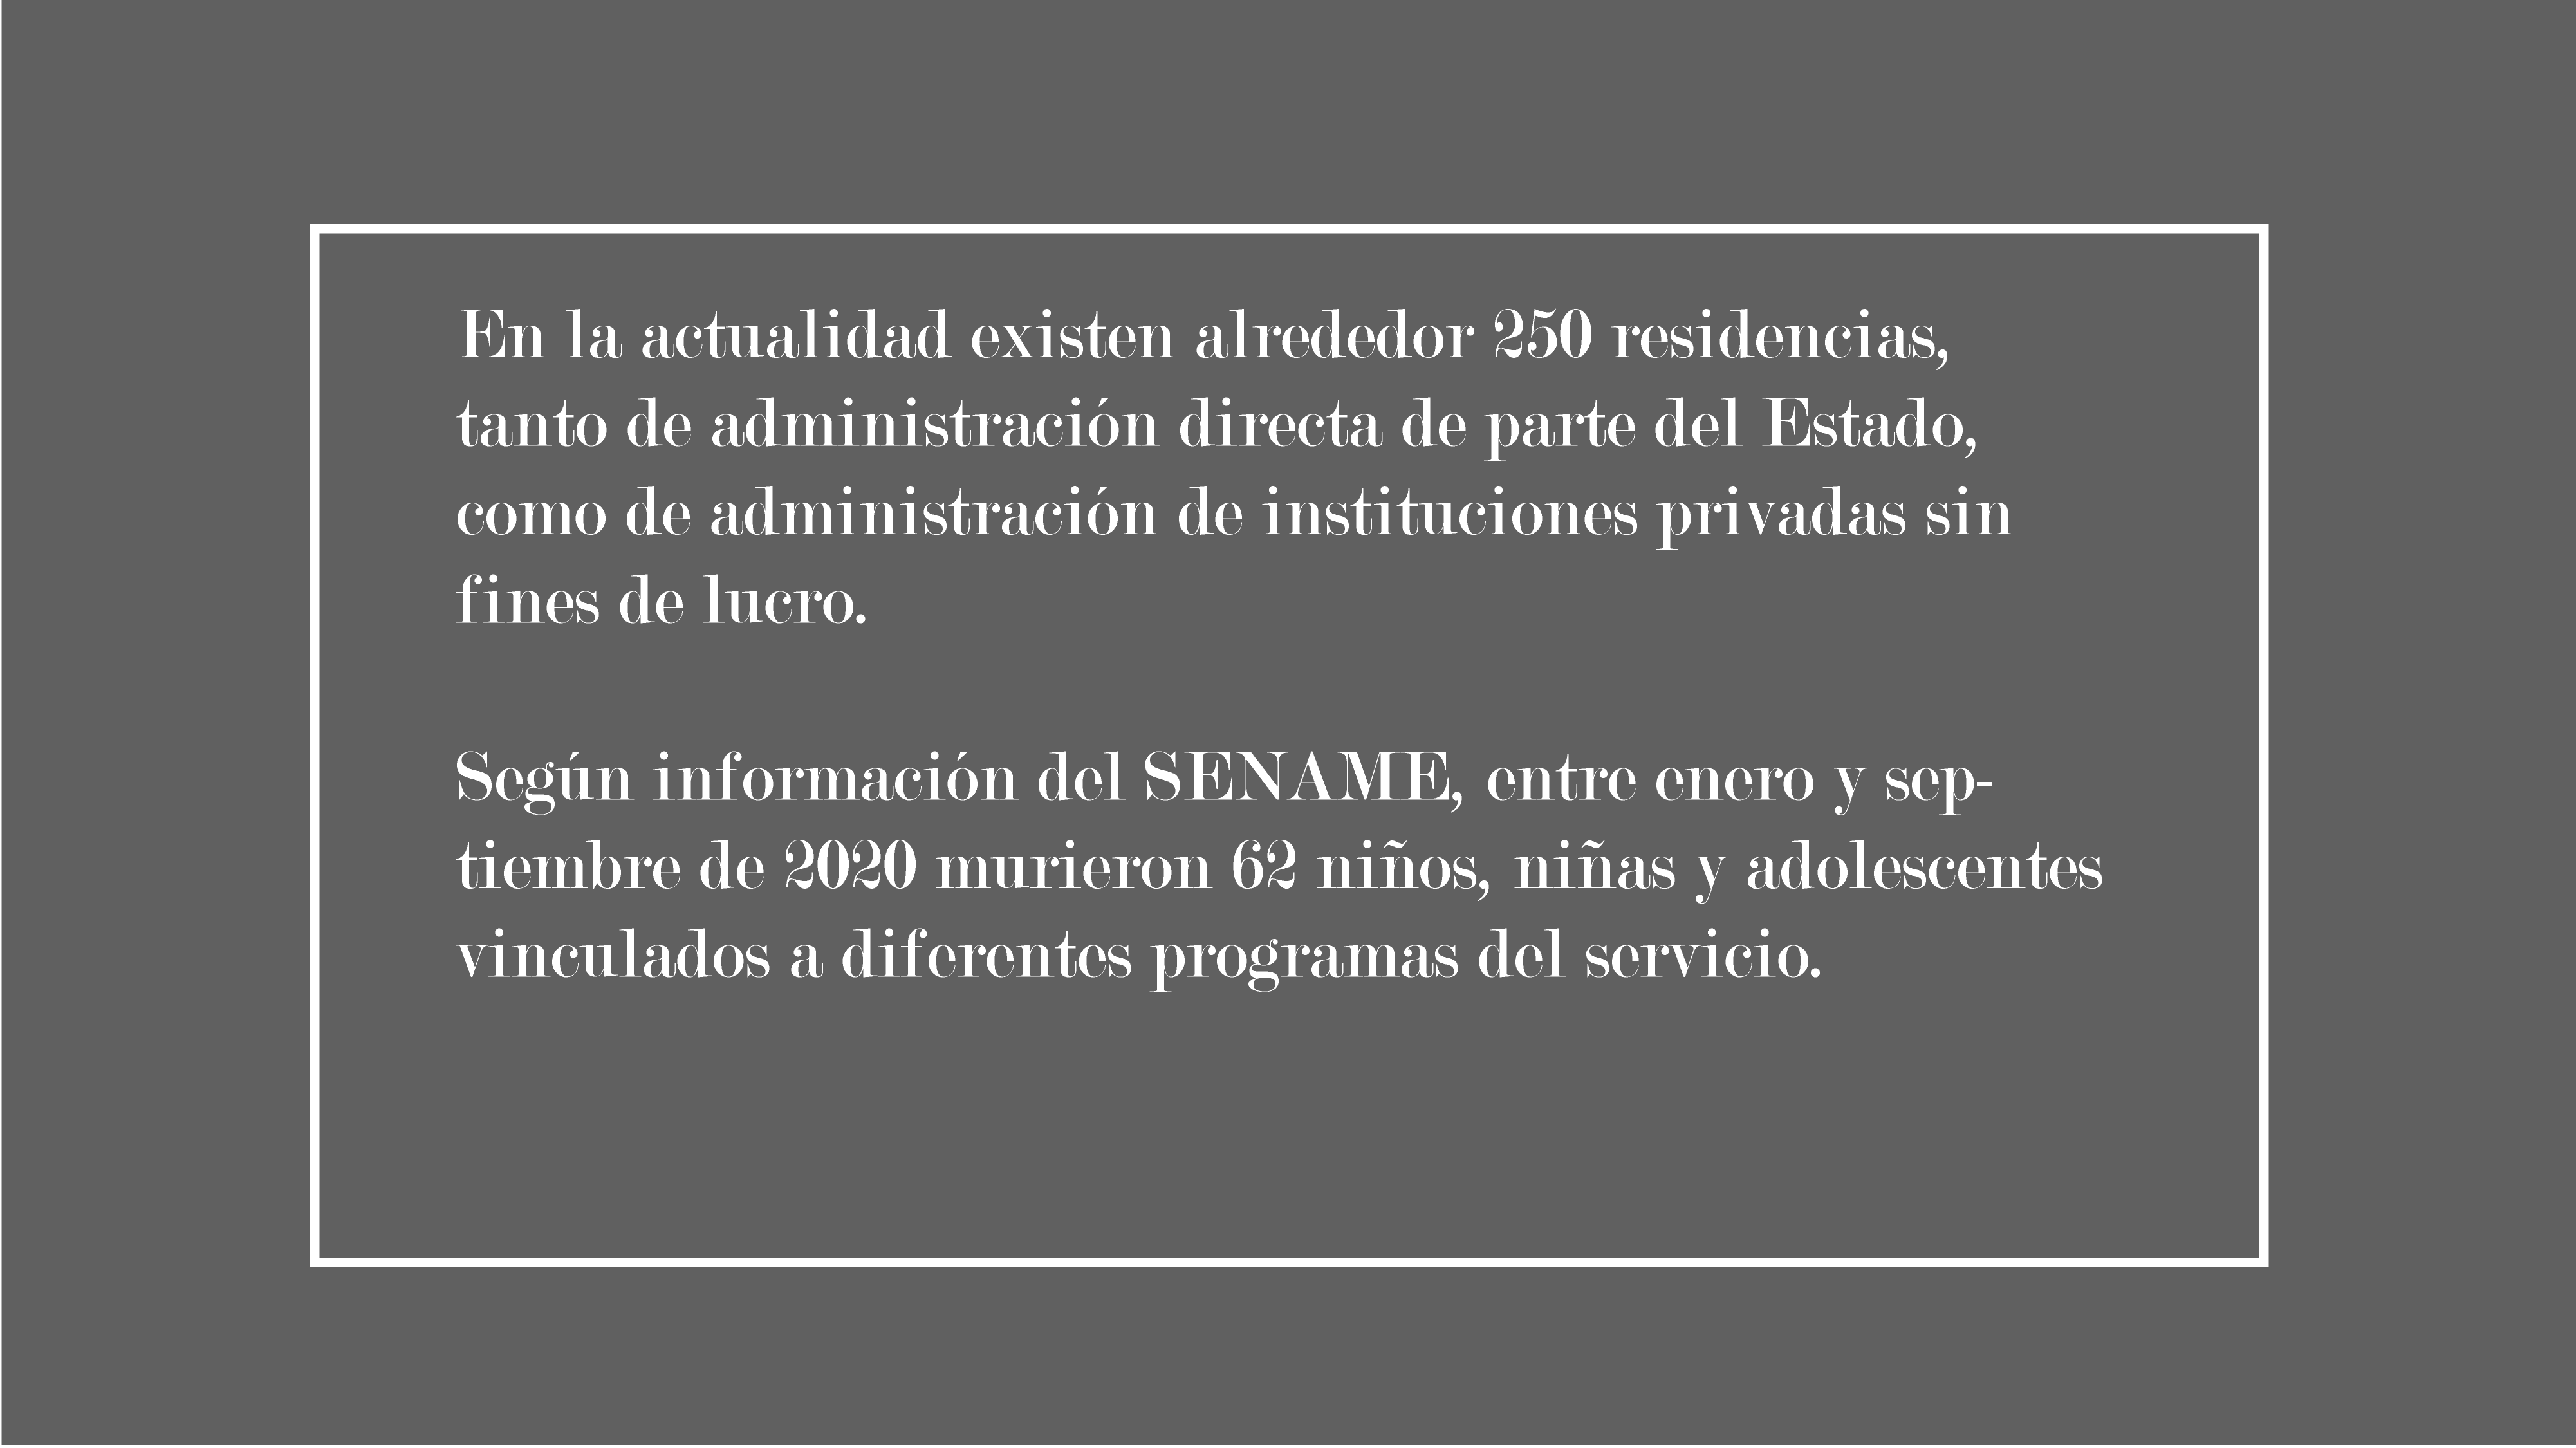 En la actualidad existen alrededor 250 residencias,
tanto de administración directa de parte del Estado,
como de administración de instituciones privadas sin
fines de lucro.
Según información del SENAME, entre enero y sep-
tiembre de 2020 murieron 62 niños, niñas y adolescentes
vinculados a diferentes programas del servicio.